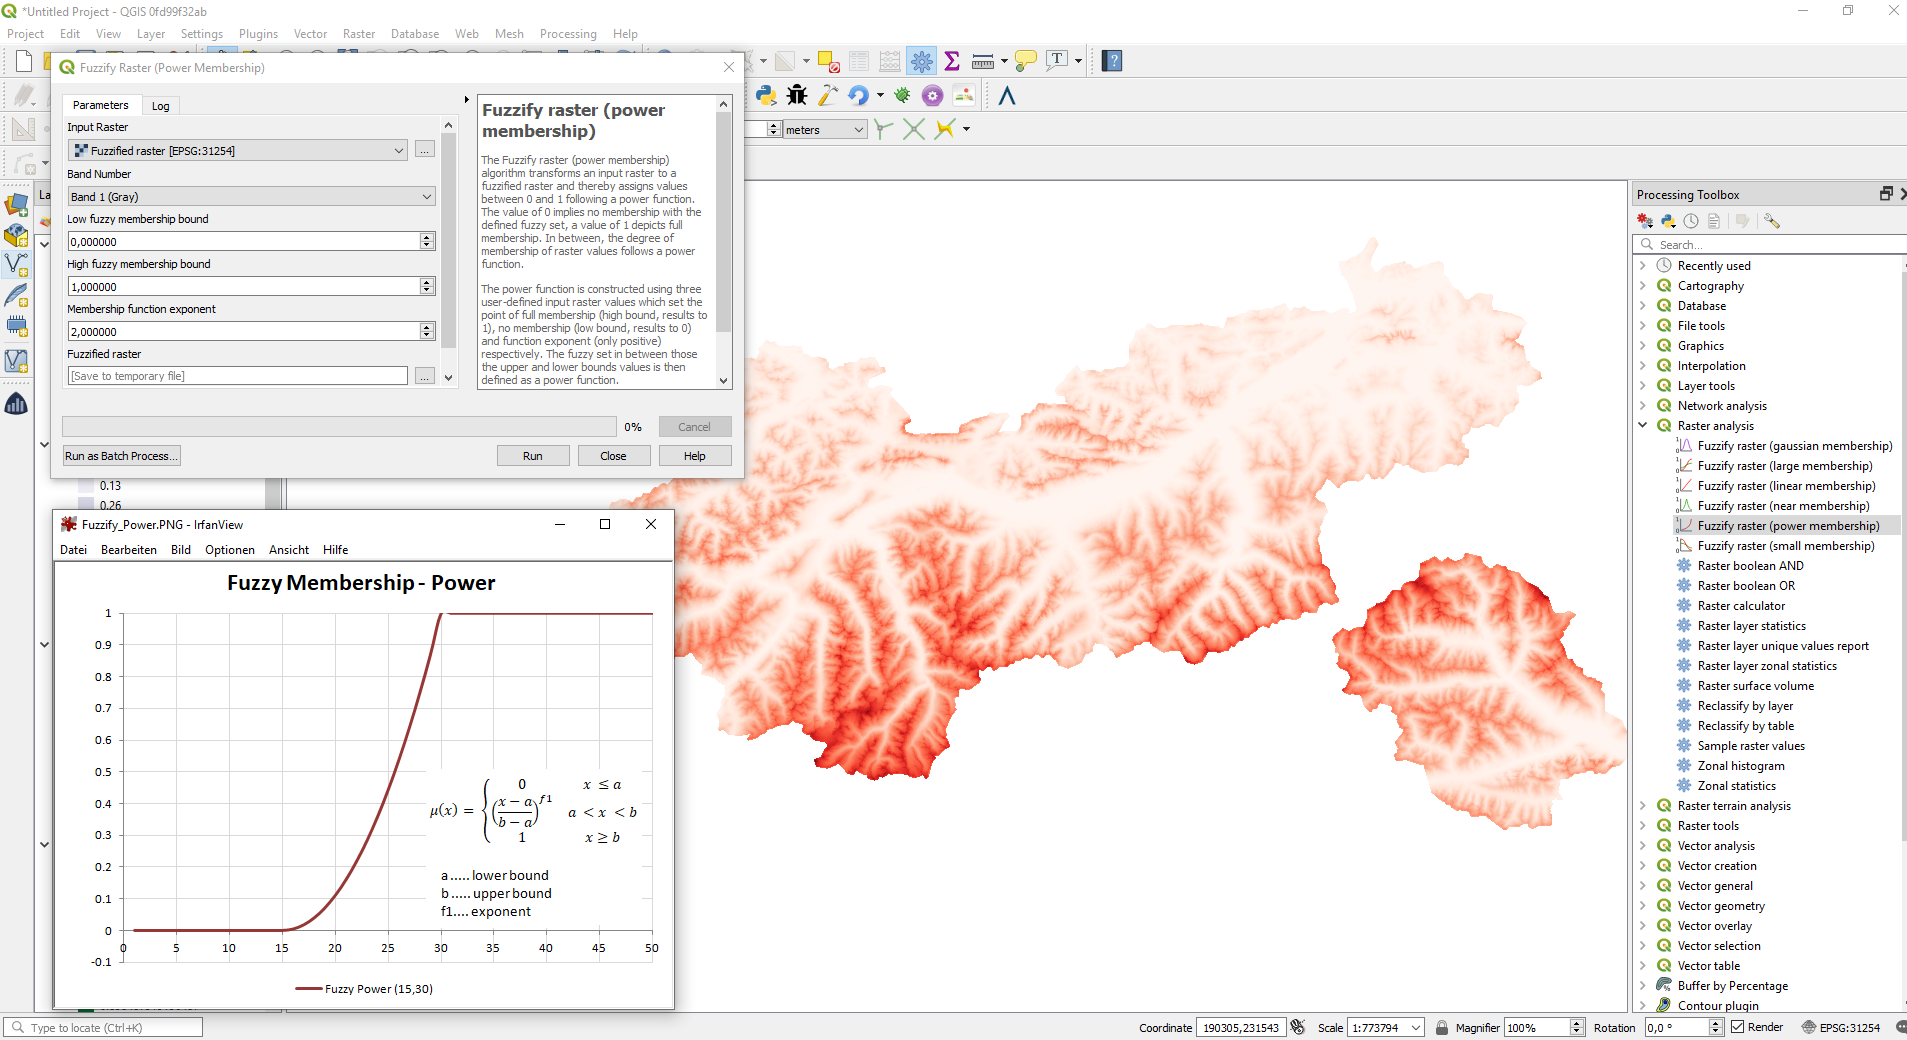 *Untitled Project - QGIS 0fd99f32ab
Project Edit View Layer Settings Plugins Vector Raster Database Web Mesh Processing Help
Fuzzify Raster (Power Membership)
Parameters Log
Input Raster
Fuzzified raster [EPSG:31254]
...
Band Number
Band 1 (Gray)
Low fuzzy membership bound
0,000000
High fuzzy membership bound
1,000000
Membership function exponent
2,000000
Fuzzified raster
[Save to temporary file]
...
Fuzzify raster (power
membership)
The Fuzzify raster (power membership)
algorithm transforms an input raster to a
fuzzified raster and thereby assigns values
between 0 and 1 following a power function.
The value of 0 implies no membership with the
defined fuzzy set, a value of 1 depicts full
membership. In between, the degree of
membership of raster values follows a power
function.
The power function is constructed using three
user-defined input raster values which set the
point of full membership (high bound, results to
1), no membership (low bound, results to 0)
and function exponent (only positive)
respectively. The fuzzy set in between those
the upper and lower bounds values is then
defined as a power function.
0%
Cancel
Run as Batch Process...
Run Close Help
meters
La
0.13
0.26
Fuzzify_Power.PNG - IrfanView
Datei Bearbeiten Bild Optionen Ansicht Hilfe
Fuzzy Membership - Power
1
0.9
0.8
0.7
0.6
0.5
0.4
0.3
0.2
0.1
0
-0.1
0 5 10 15 20 25 30 35 40 45 50
μ(x) = { 0 x ≤ a
((x − a)/(b − a))^f1 a < x < b
1 x ≥ b
a ..... lower bound
b ..... upper bound
f1.... exponent
Fuzzy Power (15,30)
Processing Toolbox
Search...
Recently used
Cartography
Database
File tools
Graphics
Interpolation
Layer tools
Network analysis
Raster analysis
Fuzzify raster (gaussian membership)
Fuzzify raster (large membership)
Fuzzify raster (linear membership)
Fuzzify raster (near membership)
Fuzzify raster (power membership)
Fuzzify raster (small membership)
Raster boolean AND
Raster boolean OR
Raster calculator
Raster layer statistics
Raster layer unique values report
Raster layer zonal statistics
Raster surface volume
Reclassify by layer
Reclassify by table
Sample raster values
Zonal histogram
Zonal statistics
Raster terrain analysis
Raster tools
Vector analysis
Vector creation
Vector general
Vector geometry
Vector overlay
Vector selection
Vector table
Buffer by Percentage
Contour plugin
Type to locate (Ctrl+K)
Coordinate 190305,231543 Scale 1:773794 Magnifier 100% Rotation 0,0 ° Render EPSG:31254